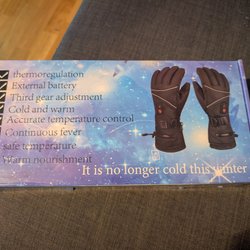 thermoregulation
External battery
Third gear adjustment
Cold and warm
Accurate temperature control
Continuous fever
safe temperature
Warm nourishment
It is no longer cold this winter